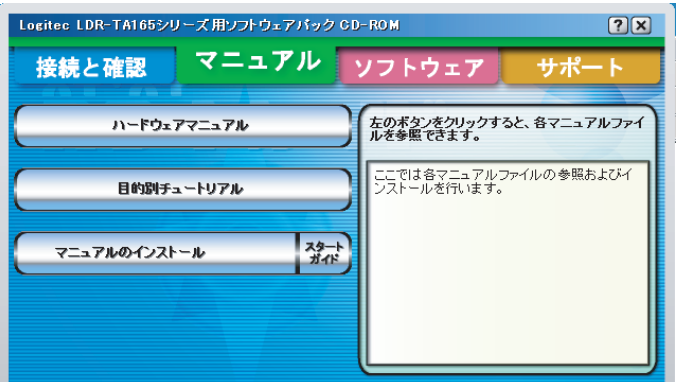 Logitec LDR-TA165シリーズ用ソフトウェアパック CD-ROM
?
×
接続と確認
マニュアル
ソフトウェア
サポート
ハードウェアマニュアル
目的別チュートリアル
マニュアルのインストール
スタート
ガイド
左のボタンをクリックすると、各マニュアルファイ
ルを参照できます。
ここでは各マニュアルファイルの参照およびイ
ンストールを行います。